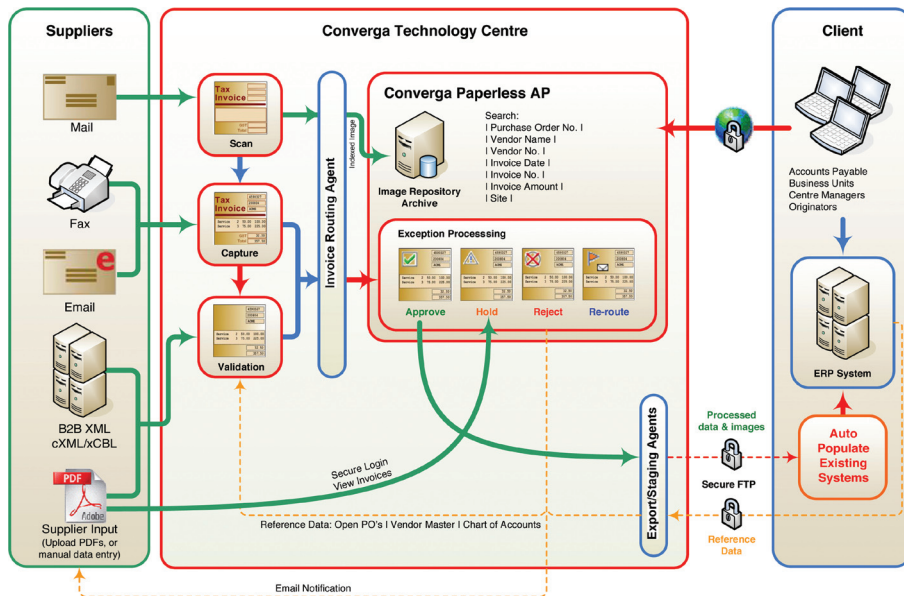 Suppliers
Mail
Fax
e
Email
B2B XML
cXML/xCBL
PDF
Adobe
Supplier Input
(Upload PDFs, or
manual data entry)
Converga Technology Centre
Tax
Invoice
Scan
Tax
Invoice
Capture
Validation
Invoice Routing Agent
Indexed Image
Converga Paperless AP
Image Repository
Archive
Search:
| Purchase Order No. |
| Vendor Name |
| Vendor No. |
| Invoice Date |
| Invoice No. |
| Invoice Amount |
| Site |
Exception Processsing
Approve
Hold
Reject
Re-route
Secure Login
View Invoices
Reference Data: Open PO's | Vendor Master | Chart of Accounts
Email Notification
Export/Staging Agents
Processed
data & images
Secure FTP
Reference
Data
Client
Accounts Payable
Business Units
Centre Managers
Originators
ERP System
Auto
Populate
Existing
Systems